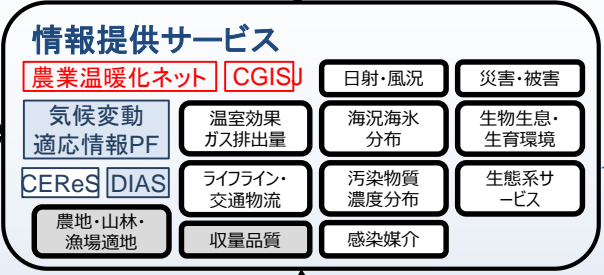 情報提供サービス
農業温暖化ネット
CGISJ
日射・風況
災害・被害
気候変動
適応情報PF
温室効果
ガス排出量
海況海氷
分布
生物生息・
生育環境
CEReS
DIAS
ライフライン・
交通物流
汚染物質
濃度分布
生態系サ
ービス
農地・山林・
漁場適地
収量品質
感染媒介